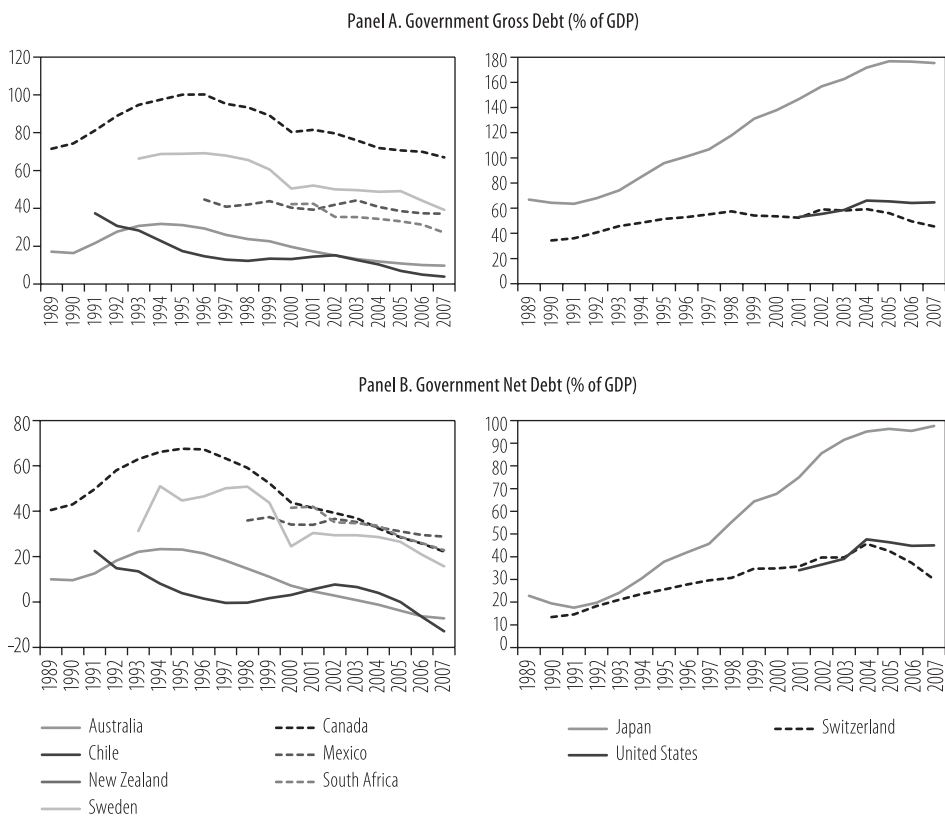 Panel A. Government Gross Debt (% of GDP)
120
100
80
60
40
20
0
1989 1990 1991 1992 1993 1994 1995 1996 1997 1998 1999 2000 2001 2002 2003 2004 2005 2006 2007
180
160
140
120
100
80
60
40
20
0
1989 1990 1991 1992 1993 1994 1995 1996 1997 1998 1999 2000 2001 2002 2003 2004 2005 2006 2007
Panel B. Government Net Debt (% of GDP)
80
60
40
20
0
–20
1989 1990 1991 1992 1993 1994 1995 1996 1997 1998 1999 2000 2001 2002 2003 2004 2005 2006 2007
100
90
80
70
60
50
40
30
20
10
0
1989 1990 1991 1992 1993 1994 1995 1996 1997 1998 1999 2000 2001 2002 2003 2004 2005 2006 2007
Australia
Chile
New Zealand
Sweden
Canada
Mexico
South Africa
Japan
United States
Switzerland